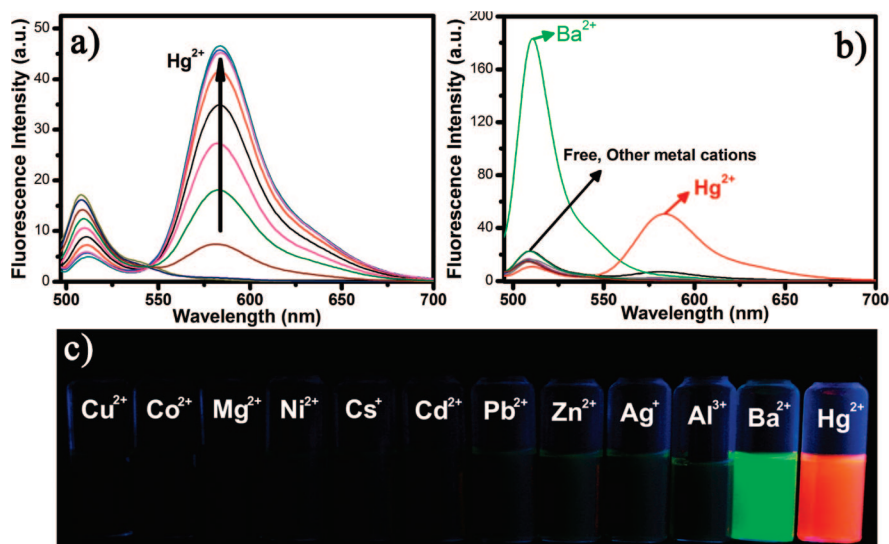 a)
Hg²⁺
Fluorescence Intensity (a.u.)
50
40
30
20
10
0
500
550
600
650
700
Wavelength (nm)
b)
Ba²⁺
Free, Other metal cations
Hg²⁺
Fluorescence Intensity (a.u.)
200
160
120
80
40
0
500
550
600
650
700
Wavelength (nm)
c)
Cu²⁺ Co²⁺ Mg²⁺ Ni²⁺ Cs⁺ Cd²⁺ Pb²⁺ Zn²⁺ Ag⁺ Al³⁺ Ba²⁺ Hg²⁺